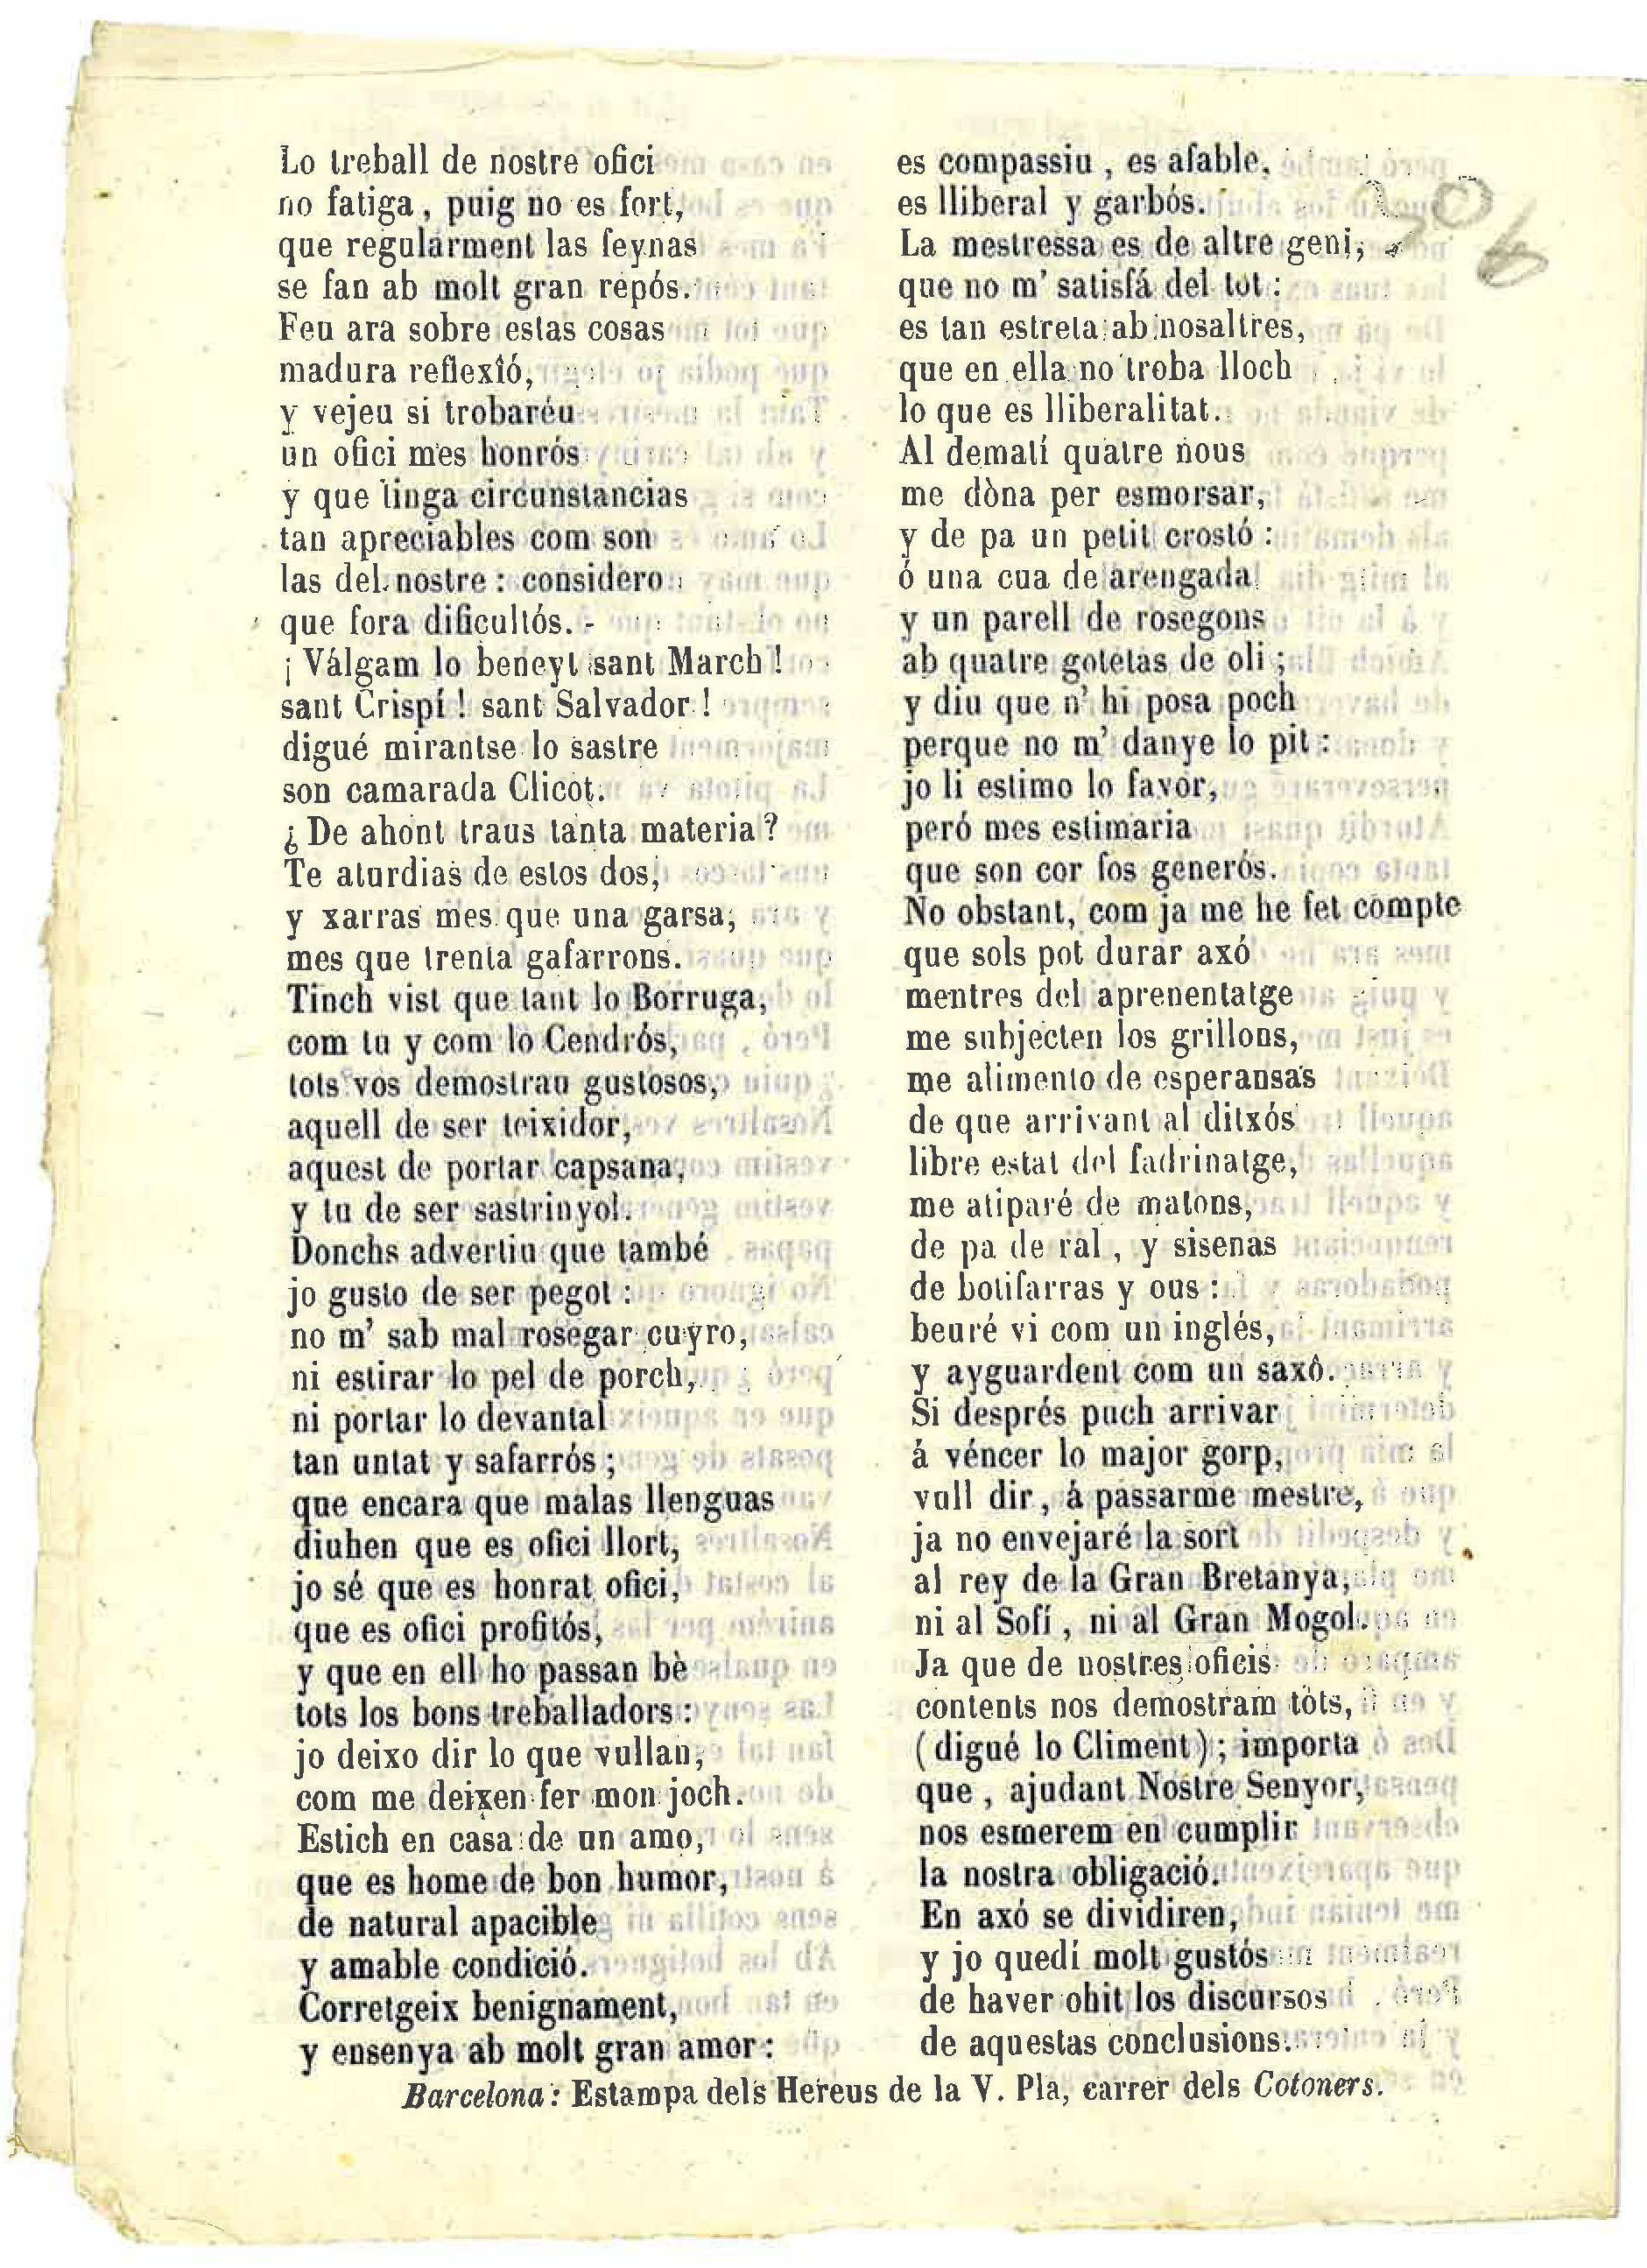 Lo treball de nostre ofici
no fatiga, puig no es fort,
que regularment las feynas
se fan ab molt gran repós.
Feu ara sobre estas cosas
madura reflexió,
y vejeu si trobaréu
un ofici mes honrós
y que tinga circunstancias
tan apreciables com son
las del nostre: considero
que fora dificultós.
¡Válgam lo beneyt sant March!
sant Crispí! sant Salvador!
digué mirantse lo sastre
son camarada Clicot.
¿De ahont traus tanta materia?
Te aturdias de estos dos,
y xarras mes que una garsa,
mes que trenta gafarrons.
Tinch vist que tant lo Borruga,
com tu y com lo Cendrós,
tots vos demostrau gustosos,
aquell de ser teixidor,
aquest de portar capsana,
y tu de ser sastrinyol.
Donchs advertiu que també
jo gusto de ser pegot:
no m' sab mal rosegar cuyro,
ni estirar lo pel de porch,
ni portar lo devantal
tan untat y safarrós;
que encara que malas llenguas
diuhen que es ofici llort,
jo sé que es honrat ofici,
que es ofici profitós,
y que en ell ho passan bè
tots los bons treballadors:
jo deixo dir lo que vullan,
com me deixen fer mon joch.
Estich en casa de un amo,
que es home de bon humor,
de natural apacible
y amable condició.
Corretgeix benignament,
y ensenya ab molt gran amor:
es compassiu, es afable,
es lliberal y garbós.
La mestressa es de altre geni,
que no m' satisfá del tot:
es tan estreta ab nosaltres,
que en ella no troba lloch
lo que es lliberalitat.
Al dematí quatre nous
me dòna per esmorsar,
y de pa un petit crostó:
ó una cua de arengada
y un parell de rosegons
ab quatre gotetas de oli;
y diu que n' hi posa poch
perque no m' danye lo pit:
jo li estimo lo favor,
peró mes estimaria
que son cor fos generós.
No obstant, com ja me he fet compte
que sols pot durar axó
mentres del aprenentatge
me subjecten los grillons,
me alimento de esperansas
de que arrivant al ditxós
libre estat del fadrinatge,
me atiparé de matons,
de pa de ral, y sisenas
de botifarras y ous:
beuré vi com un inglés,
y ayguardent com un saxó.
Si després puch arrivar
á véncer lo major gorp,
vull dir, á passarme mestre,
ja no envejaré la sort
al rey de la Gran Bretanya,
ni al Sofí, ni al Gran Mogol.
Ja que de nostres oficis
contents nos demostram tots,
(digué lo Climent); importa
que, ajudant Nostre Senyor,
nos esmerem en cumplir
la nostra obligació.
En axó se dividiren,
y jo quedí molt gustós
de haver ohit los discursos
de aquestas conclusions.
Barcelona: Estampa dels Hereus de la V. Pla, carrer dels Cotoners.